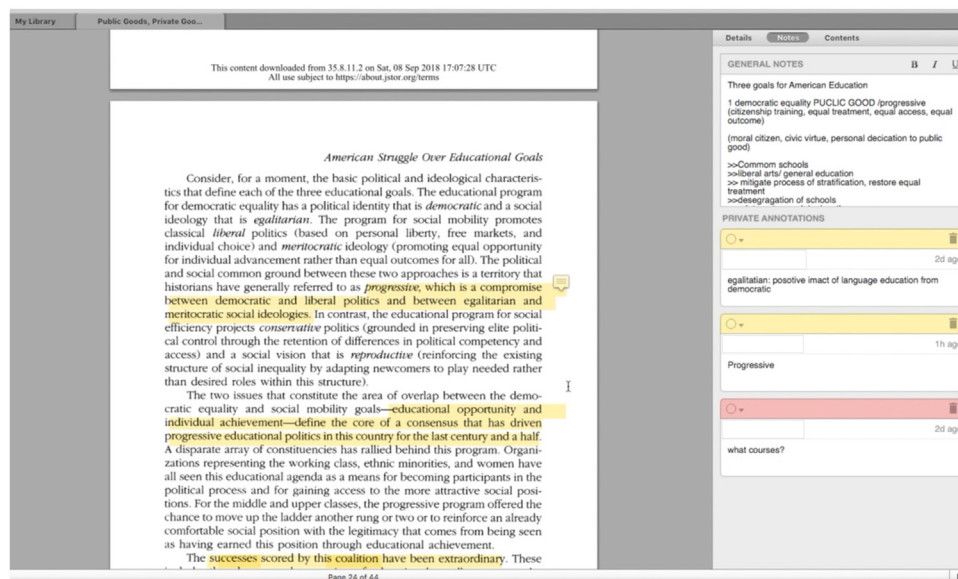 My Library
Public Goods, Private Goo...
This content downloaded from 35.8.11.2 on Sat, 08 Sep 2018 17:07:28 UTC
All use subject to https://about.jstor.org/terms
American Struggle Over Educational Goals
Consider, for a moment, the basic political and ideological characteris-
tics that define each of the three educational goals. The educational program
for democratic equality has a political identity that is democratic and a social
ideology that is egalitarian. The program for social mobility promotes
classical liberal politics (based on personal liberty, free markets, and
individual choice) and meritocratic ideology (promoting equal opportunity
for individual advancement rather than equal outcomes for all). The political
and social common ground between these two approaches is a territory that
historians have generally referred to as progressive, which is a compromise
between democratic and liberal politics and between egalitarian and
meritocratic social ideologies. In contrast, the educational program for social
efficiency projects conservative politics (grounded in preserving elite politi-
cal control through the retention of differences in political competency and
access) and a social vision that is reproductive (reinforcing the existing
structure of social inequality by adapting newcomers to play needed rather
than desired roles within this structure).
The two issues that constitute the area of overlap between the demo-
cratic equality and social mobility goals—educational opportunity and
individual achievement—define the core of a consensus that has driven
progressive educational politics in this country for the last century and a half.
A disparate array of constituencies has rallied behind this program. Organi-
zations representing the working class, ethnic minorities, and women have
all seen this educational agenda as a means for becoming participants in the
political process and for gaining access to the more attractive social posi-
tions. For the middle and upper classes, the progressive program offered the
chance to move up the ladder another rung or two or to reinforce an already
comfortable social position with the legitimacy that comes from being seen
as having earned this position through educational achievement.
The successes scored by this coalition have been extraordinary. These
Page 24 of 44
Details Notes Contents
GENERAL NOTES B I U
Three goals for American Education
1 democratic equality PUCLIC GOOD /progressive
(citizenship training, equal treatment, equal access, equal
outcome)
(moral citizen, civic virtue, personal decication to public
good)
>>Commom schools
>>liberal arts/ general education
>> mitigate process of stratification, restore equal
treatment
>>desegragation of schools
PRIVATE ANNOTATIONS
2d ago
egalitatian: posotive imact of language education from
democratic
1h ago
Progressive
2d ago
what courses?